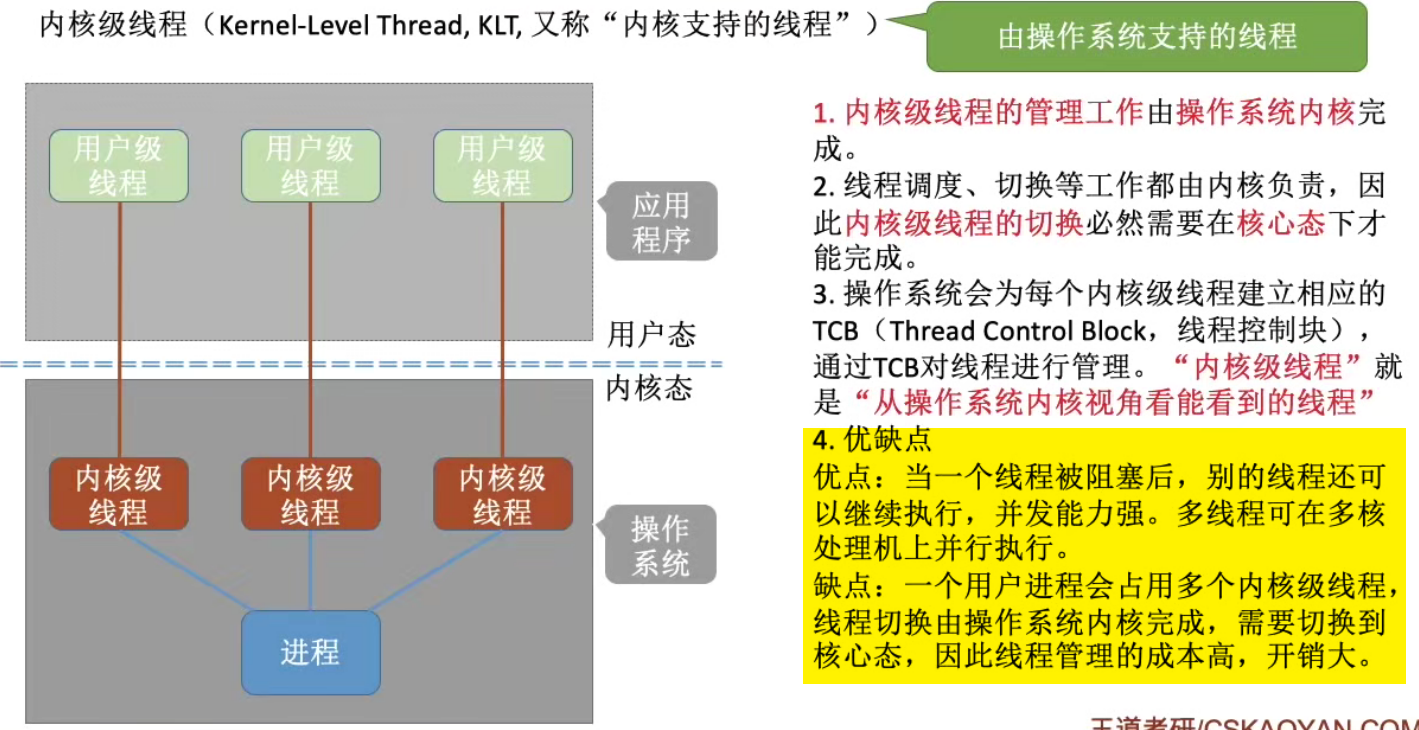 内核级线程（Kernel-Level Thread, KLT, 又称“内核支持的线程”）
由操作系统支持的线程
用户级
线程
用户级
线程
用户级
线程
应用
程序
用户态
内核态
内核级
线程
内核级
线程
内核级
线程
操作
系统
进程
1. 内核级线程的管理工作由操作系统内核完
成。
2. 线程调度、切换等工作都由内核负责，因
此内核级线程的切换必然需要在核心态下才
能完成。
3. 操作系统会为每个内核级线程建立相应的
TCB（Thread Control Block，线程控制块），
通过TCB对线程进行管理。“内核级线程”就
是“从操作系统内核视角看能看到的线程”
4. 优缺点
优点：当一个线程被阻塞后，别的线程还可
以继续执行，并发能力强。多线程可在多核
处理机上并行执行。
缺点：一个用户进程会占用多个内核级线程，
线程切换由操作系统内核完成，需要切换到
核心态，因此线程管理的成本高，开销大。
王道考研/CSKAOYAN.COM